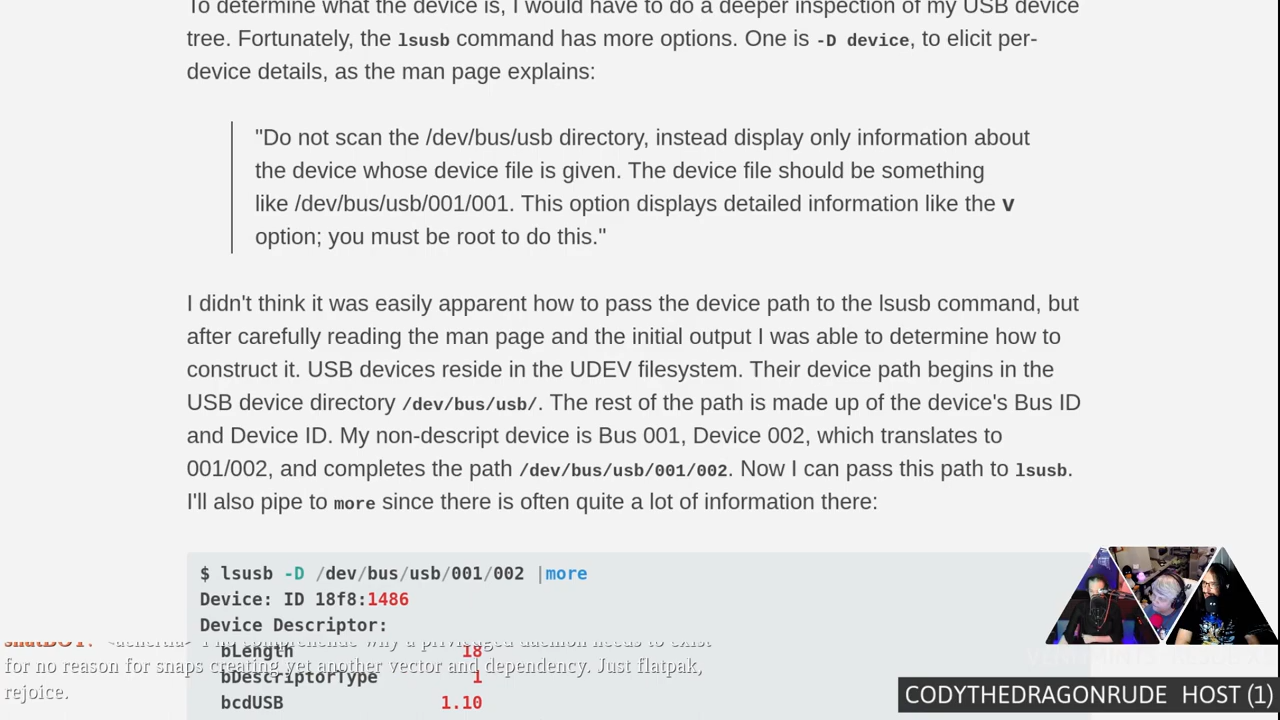 To determine what the device is, I would have to do a deeper inspection of my USB device
tree. Fortunately, the lsusb command has more options. One is -D device, to elicit per-
device details, as the man page explains:
"Do not scan the /dev/bus/usb directory, instead display only information about
the device whose device file is given. The device file should be something
like /dev/bus/usb/001/001. This option displays detailed information like the v
option; you must be root to do this."
I didn't think it was easily apparent how to pass the device path to the lsusb command, but
after carefully reading the man page and the initial output I was able to determine how to
construct it. USB devices reside in the UDEV filesystem. Their device path begins in the
USB device directory /dev/bus/usb/. The rest of the path is made up of the device's Bus ID
and Device ID. My non-descript device is Bus 001, Device 002, which translates to
001/002, and completes the path /dev/bus/usb/001/002. Now I can pass this path to lsusb.
I'll also pipe to more since there is often quite a lot of information there:
$ lsusb -D /dev/bus/usb/001/002 |more
Device: ID 18f8:1486
Device Descriptor:
bLength 18
bDescriptorType 1
bcdUSB 1.10
why a priviledged daemon needs to exist
for no reason for snaps creating yet another vector and dependency. Just flatpak,
rejoice.
CODYTHEDRAGONRUDE HOST (1)